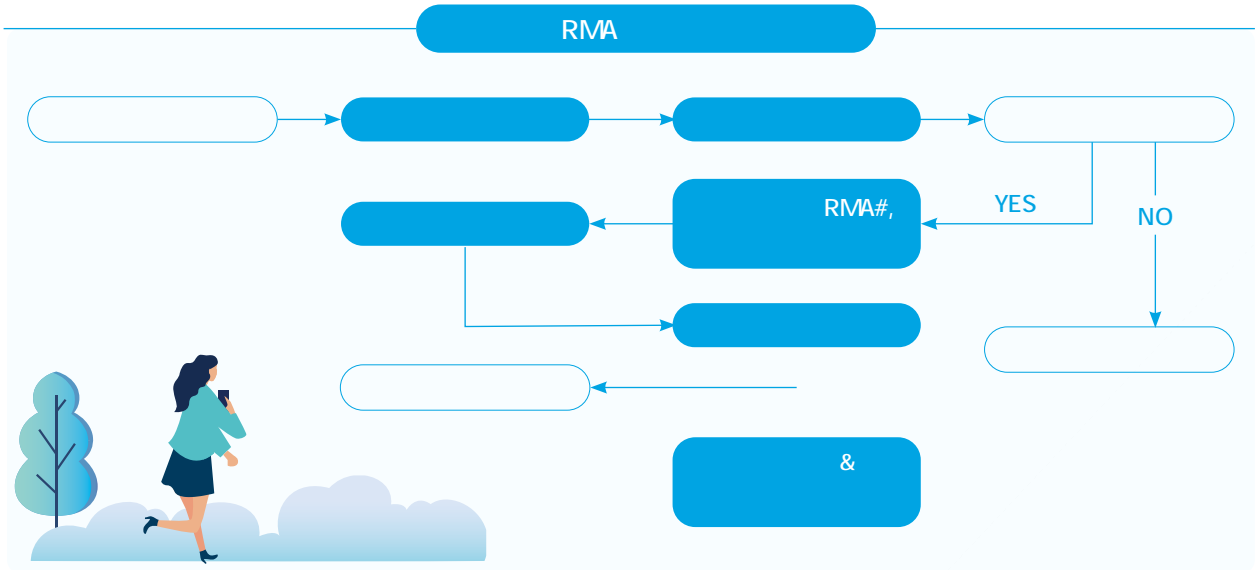 RMA
RMA#,
YES
NO
&